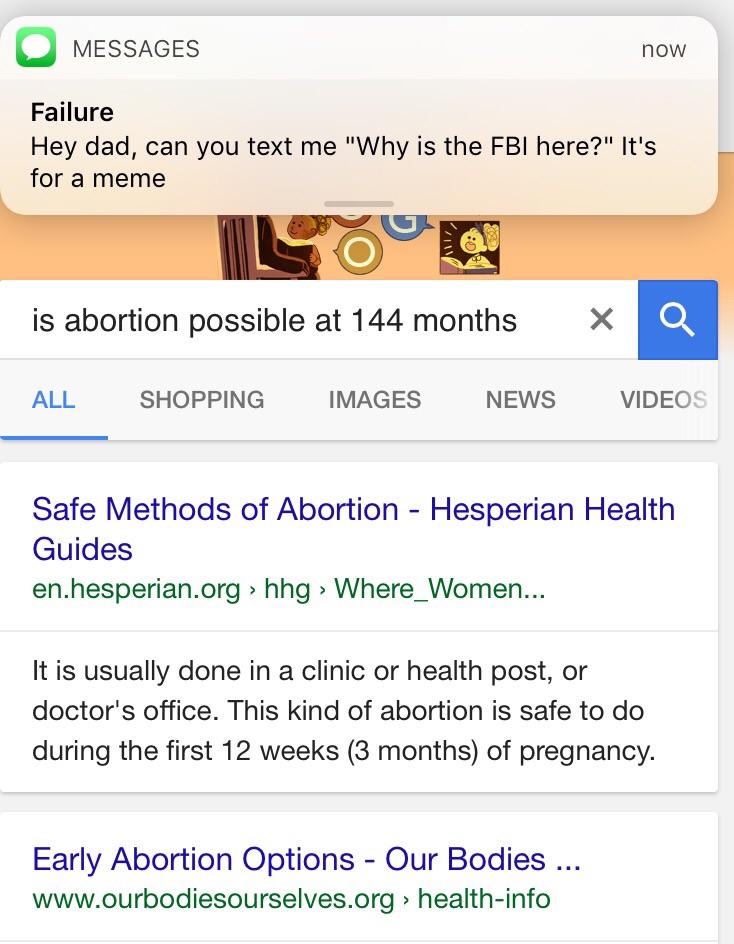 MESSAGES now
Failure
Hey dad, can you text me "Why is the FBI here?" It's
for a meme
G
O
is abortion possible at 144 months
ALL SHOPPING IMAGES NEWS VIDEOS
Safe Methods of Abortion - Hesperian Health
Guides
en.hesperian.org › hhg › Where_Women...
It is usually done in a clinic or health post, or
doctor's office. This kind of abortion is safe to do
during the first 12 weeks (3 months) of pregnancy.
Early Abortion Options - Our Bodies ...
www.ourbodiesourselves.org › health-info